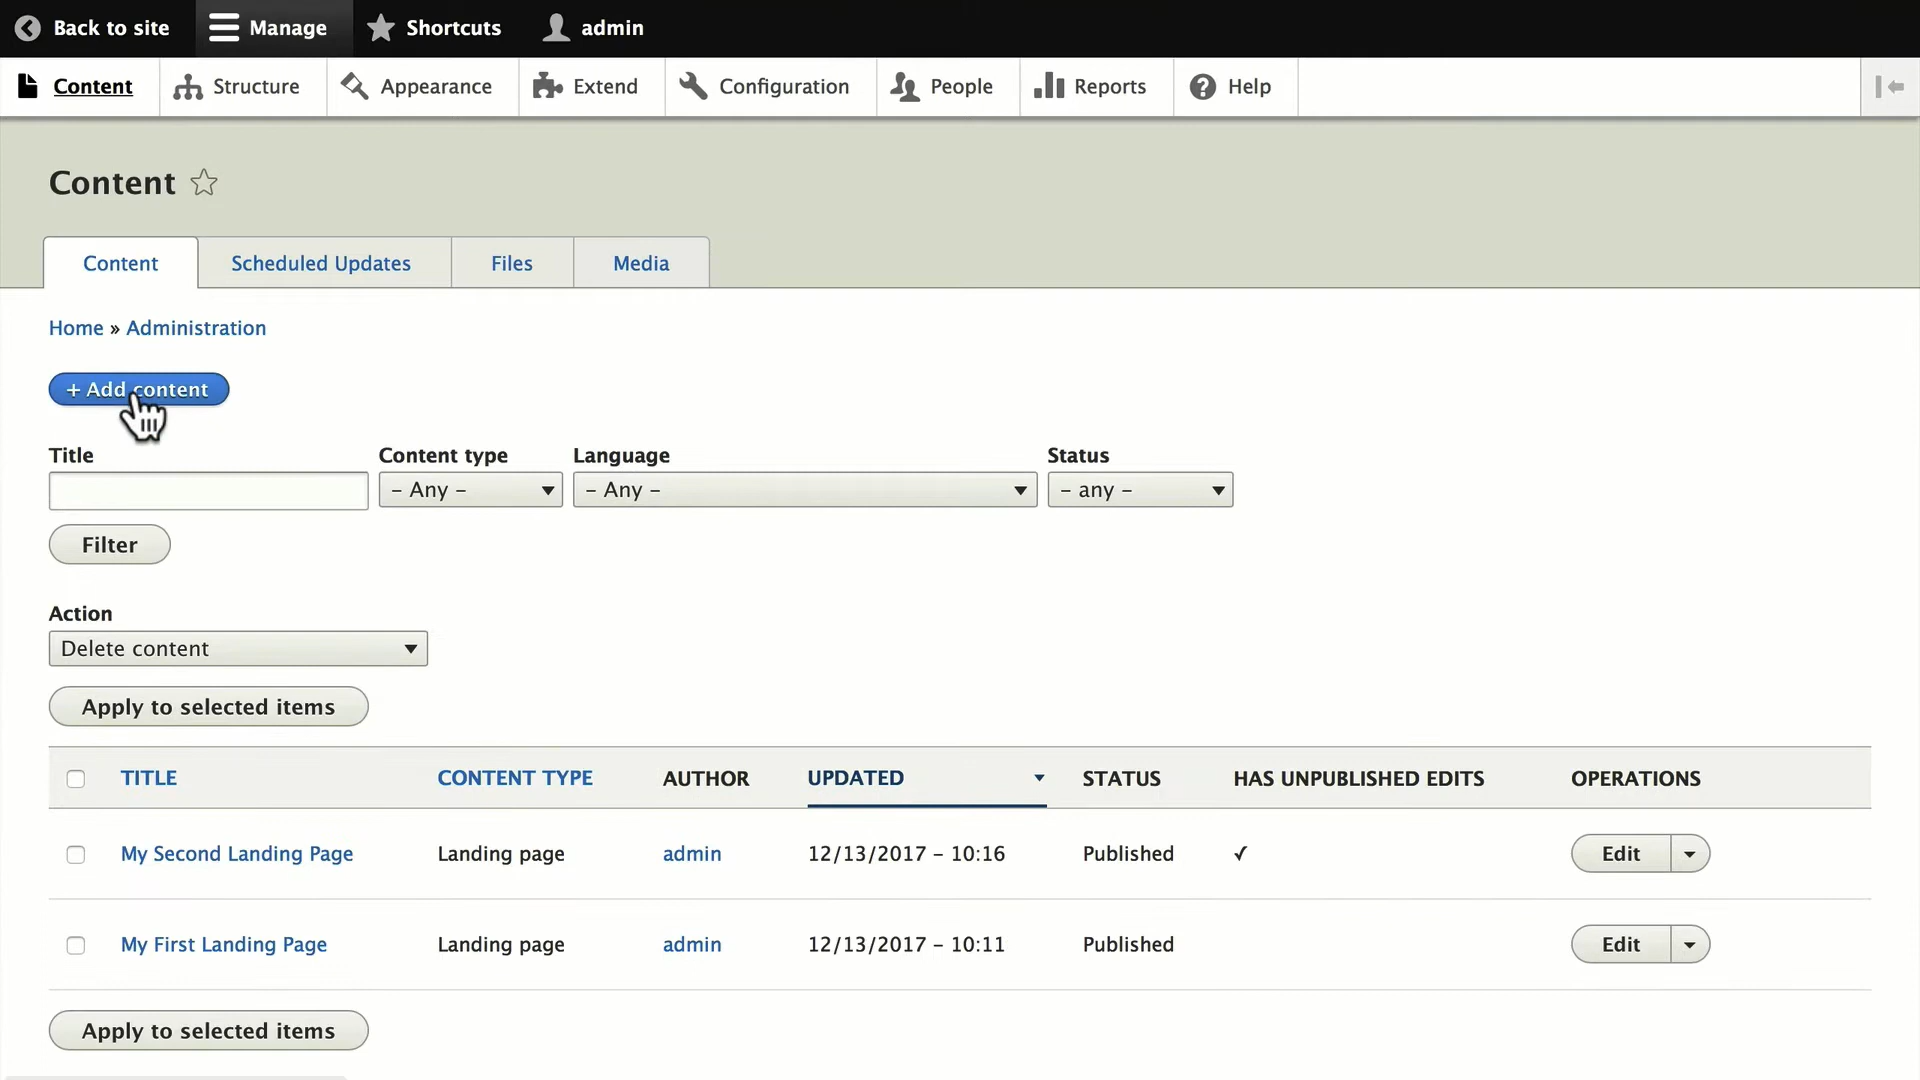 Back to site Manage Shortcuts admin
Content Structure Appearance Extend Configuration People Reports Help
Content
Content Scheduled Updates Files Media
Home » Administration
+ Add content
Title Content type Language Status
- Any - - Any - - any -
Filter
Action
Delete content
Apply to selected items
TITLE CONTENT TYPE AUTHOR UPDATED STATUS HAS UNPUBLISHED EDITS OPERATIONS
My Second Landing Page Landing page admin 12/13/2017 - 10:16 Published ✓ Edit
My First Landing Page Landing page admin 12/13/2017 - 10:11 Published Edit
Apply to selected items